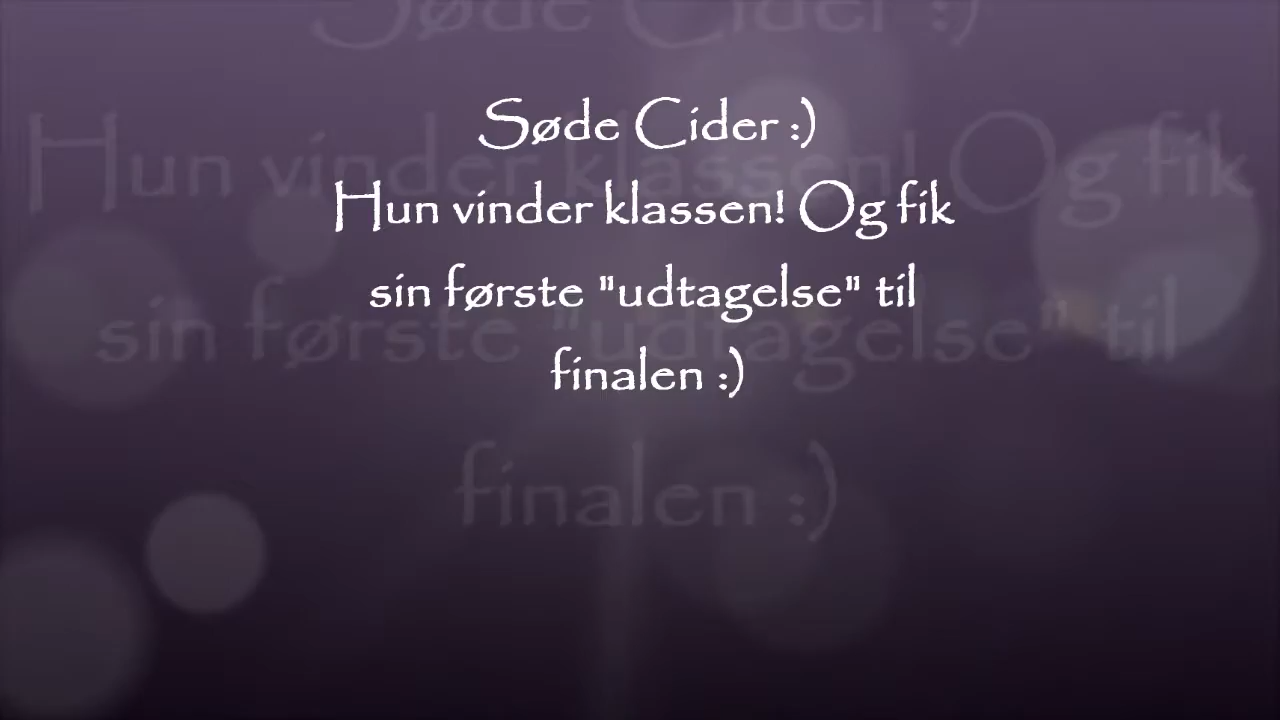 Søde Cider :)
Hun vinder klassen! Og fik
sin første "udtagelse" til
finalen :)